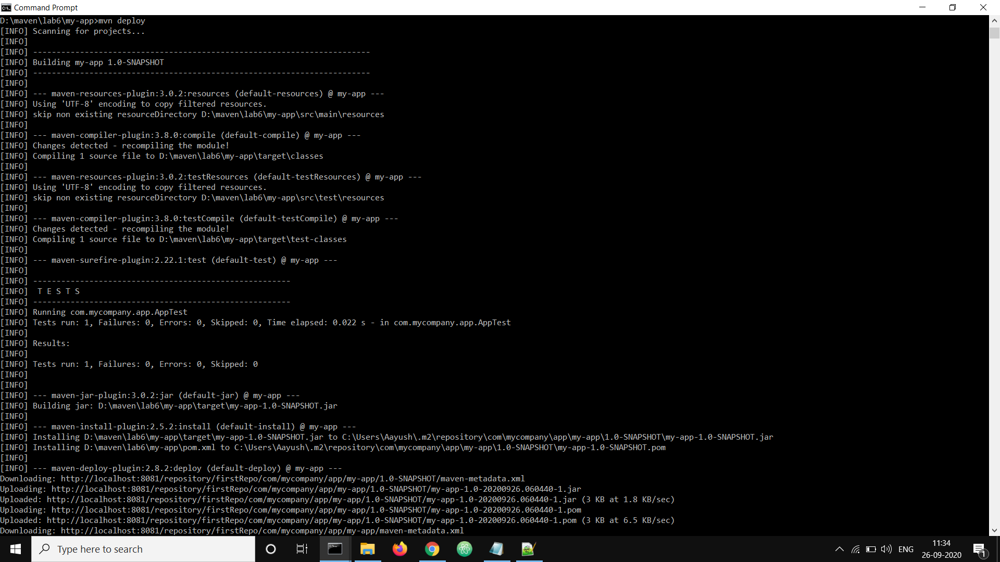 Command Prompt
D:\maven\lab6\my-app>mvn deploy
[INFO] Scanning for projects...
[INFO]
[INFO] ------------------------------------------------------------------------
[INFO] Building my-app 1.0-SNAPSHOT
[INFO] ------------------------------------------------------------------------
[INFO]
[INFO] --- maven-resources-plugin:3.0.2:resources (default-resources) @ my-app ---
[INFO] Using 'UTF-8' encoding to copy filtered resources.
[INFO] skip non existing resourceDirectory D:\maven\lab6\my-app\src\main\resources
[INFO]
[INFO] --- maven-compiler-plugin:3.8.0:compile (default-compile) @ my-app ---
[INFO] Changes detected - recompiling the module!
[INFO] Compiling 1 source file to D:\maven\lab6\my-app\target\classes
[INFO]
[INFO] --- maven-resources-plugin:3.0.2:testResources (default-testResources) @ my-app ---
[INFO] Using 'UTF-8' encoding to copy filtered resources.
[INFO] skip non existing resourceDirectory D:\maven\lab6\my-app\src\test\resources
[INFO]
[INFO] --- maven-compiler-plugin:3.8.0:testCompile (default-testCompile) @ my-app ---
[INFO] Changes detected - recompiling the module!
[INFO] Compiling 1 source file to D:\maven\lab6\my-app\target\test-classes
[INFO]
[INFO] --- maven-surefire-plugin:2.22.1:test (default-test) @ my-app ---
[INFO]
[INFO] -------------------------------------------------------
[INFO]  T E S T S
[INFO] -------------------------------------------------------
[INFO] Running com.mycompany.app.AppTest
[INFO] Tests run: 1, Failures: 0, Errors: 0, Skipped: 0, Time elapsed: 0.022 s - in com.mycompany.app.AppTest
[INFO]
[INFO] Results:
[INFO]
[INFO] Tests run: 1, Failures: 0, Errors: 0, Skipped: 0
[INFO]
[INFO]
[INFO] --- maven-jar-plugin:3.0.2:jar (default-jar) @ my-app ---
[INFO] Building jar: D:\maven\lab6\my-app\target\my-app-1.0-SNAPSHOT.jar
[INFO]
[INFO] --- maven-install-plugin:2.5.2:install (default-install) @ my-app ---
[INFO] Installing D:\maven\lab6\my-app\target\my-app-1.0-SNAPSHOT.jar to C:\Users\Aayush\.m2\repository\com\mycompany\app\my-app\1.0-SNAPSHOT\my-app-1.0-SNAPSHOT.jar
[INFO] Installing D:\maven\lab6\my-app\pom.xml to C:\Users\Aayush\.m2\repository\com\mycompany\app\my-app\1.0-SNAPSHOT\my-app-1.0-SNAPSHOT.pom
[INFO]
[INFO] --- maven-deploy-plugin:2.8.2:deploy (default-deploy) @ my-app ---
Downloading: http://localhost:8081/repository/firstRepo/com/mycompany/app/my-app/1.0-SNAPSHOT/maven-metadata.xml
Uploading: http://localhost:8081/repository/firstRepo/com/mycompany/app/my-app/1.0-SNAPSHOT/my-app-1.0-20200926.060440-1.jar
Uploaded: http://localhost:8081/repository/firstRepo/com/mycompany/app/my-app/1.0-SNAPSHOT/my-app-1.0-20200926.060440-1.jar (3 KB at 1.8 KB/sec)
Uploading: http://localhost:8081/repository/firstRepo/com/mycompany/app/my-app/1.0-SNAPSHOT/my-app-1.0-20200926.060440-1.pom
Uploaded: http://localhost:8081/repository/firstRepo/com/mycompany/app/my-app/1.0-SNAPSHOT/my-app-1.0-20200926.060440-1.pom (3 KB at 6.5 KB/sec)
Downloading: http://localhost:8081/repository/firstRepo/com/mycompany/app/my-app/maven-metadata.xml
Type here to search
ENG
11:34
26-09-2020
1